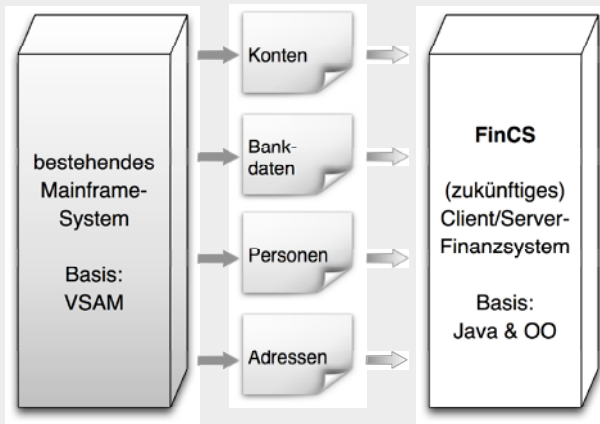 bestehendes
Mainframe-
System
Basis:
VSAM
Konten
Bank-
daten
Personen
Adressen
FinCS
(zukünftiges)
Client/Server-
Finanzsystem
Basis:
Java & OO